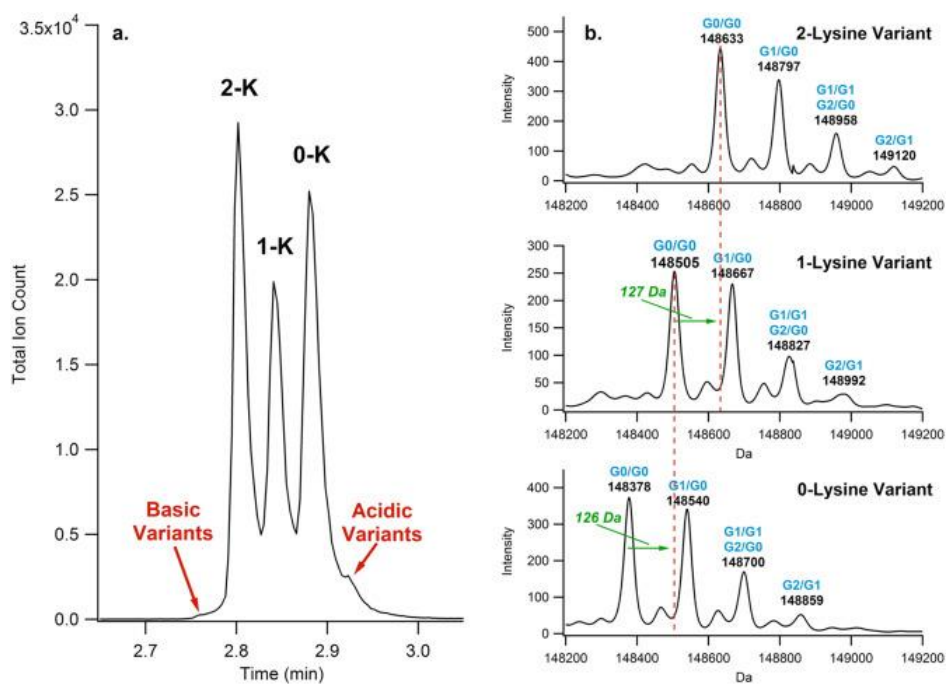 a.
3.5x10⁴
3.0
2.5
2.0
1.5
1.0
0.5
0.0
Total Ion Count
2-K
0-K
1-K
Basic
Variants
Acidic
Variants
2.7
2.8
2.9
3.0
Time (min)
b.
2-Lysine Variant
500
400
300
200
100
0
Intensity
G0/G0
148633
G1/G0
148797
G1/G1
G2/G0
148958
G2/G1
149120
148200
148400
148600
148800
149000
149200
1-Lysine Variant
300
250
200
150
100
50
0
Intensity
G0/G0
148505
G1/G0
148667
127 Da
G1/G1
G2/G0
148827
G2/G1
148992
148200
148400
148600
148800
149000
149200
Da
0-Lysine Variant
400
300
200
100
0
Intensity
G0/G0
148378
G1/G0
148540
126 Da
G1/G1
G2/G0
148700
G2/G1
148859
148200
148400
148600
148800
149000
149200
Da